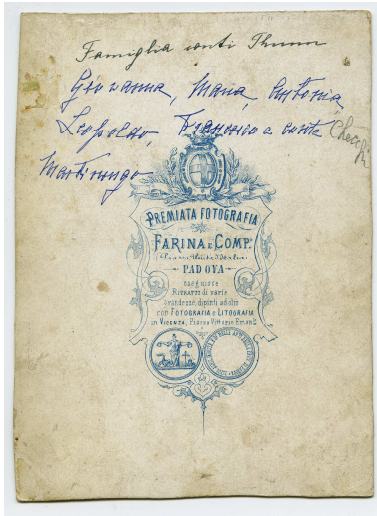 Famiglia conti Thunn
Giovanna, Maria, Antonia,
Leopoldo, Francesco e conte
Martinengo
PREMIATA FOTOGRAFIA
FARINA E COMP.
PADOVA
eseguisce
RITRATTI di varie
grandezze, dipinti ad olio
con FOTOGRAFIA e LITOGRAFIA
in VICENZA, Piazza Vittorio Eman.